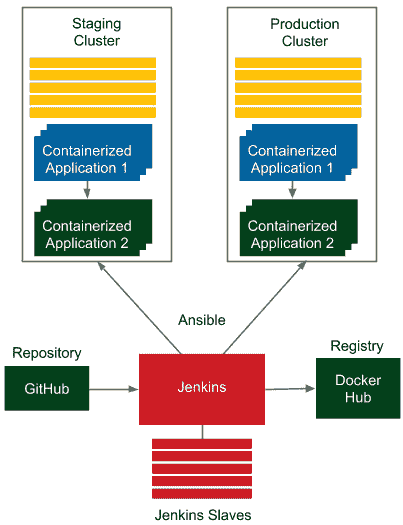 Staging
Cluster
Production
Cluster
Containerized
Application 1
Containerized
Application 1
Containerized
Application 2
Containerized
Application 2
Ansible
Repository
Registry
GitHub
Jenkins
Docker
Hub
Jenkins Slaves